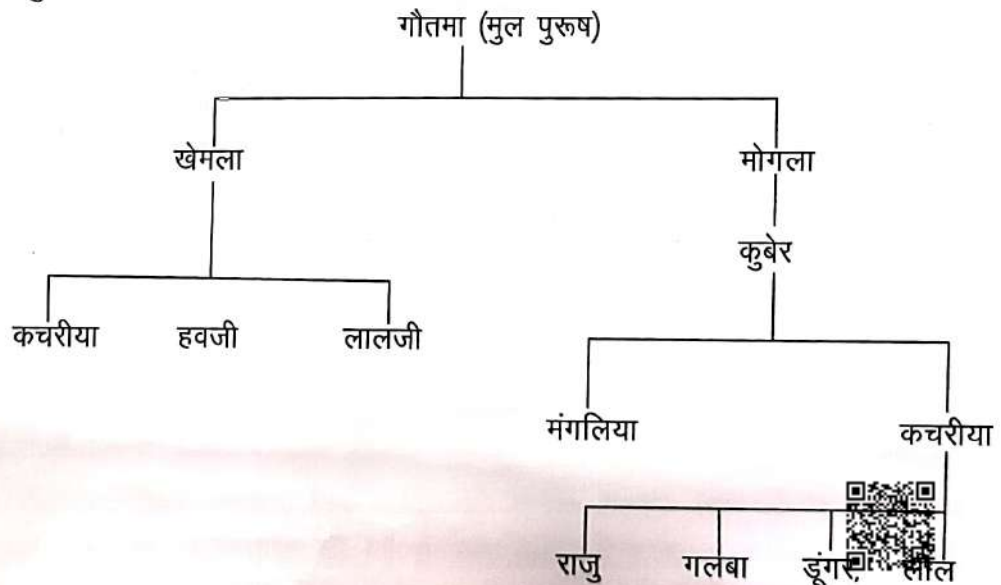 गौतमा (मुल पुरूष)
खेमला मोगला
कुबेर
कचरीया हवजी लालजी
मंगलिया कचरीया
राजु गलबा डूंगर